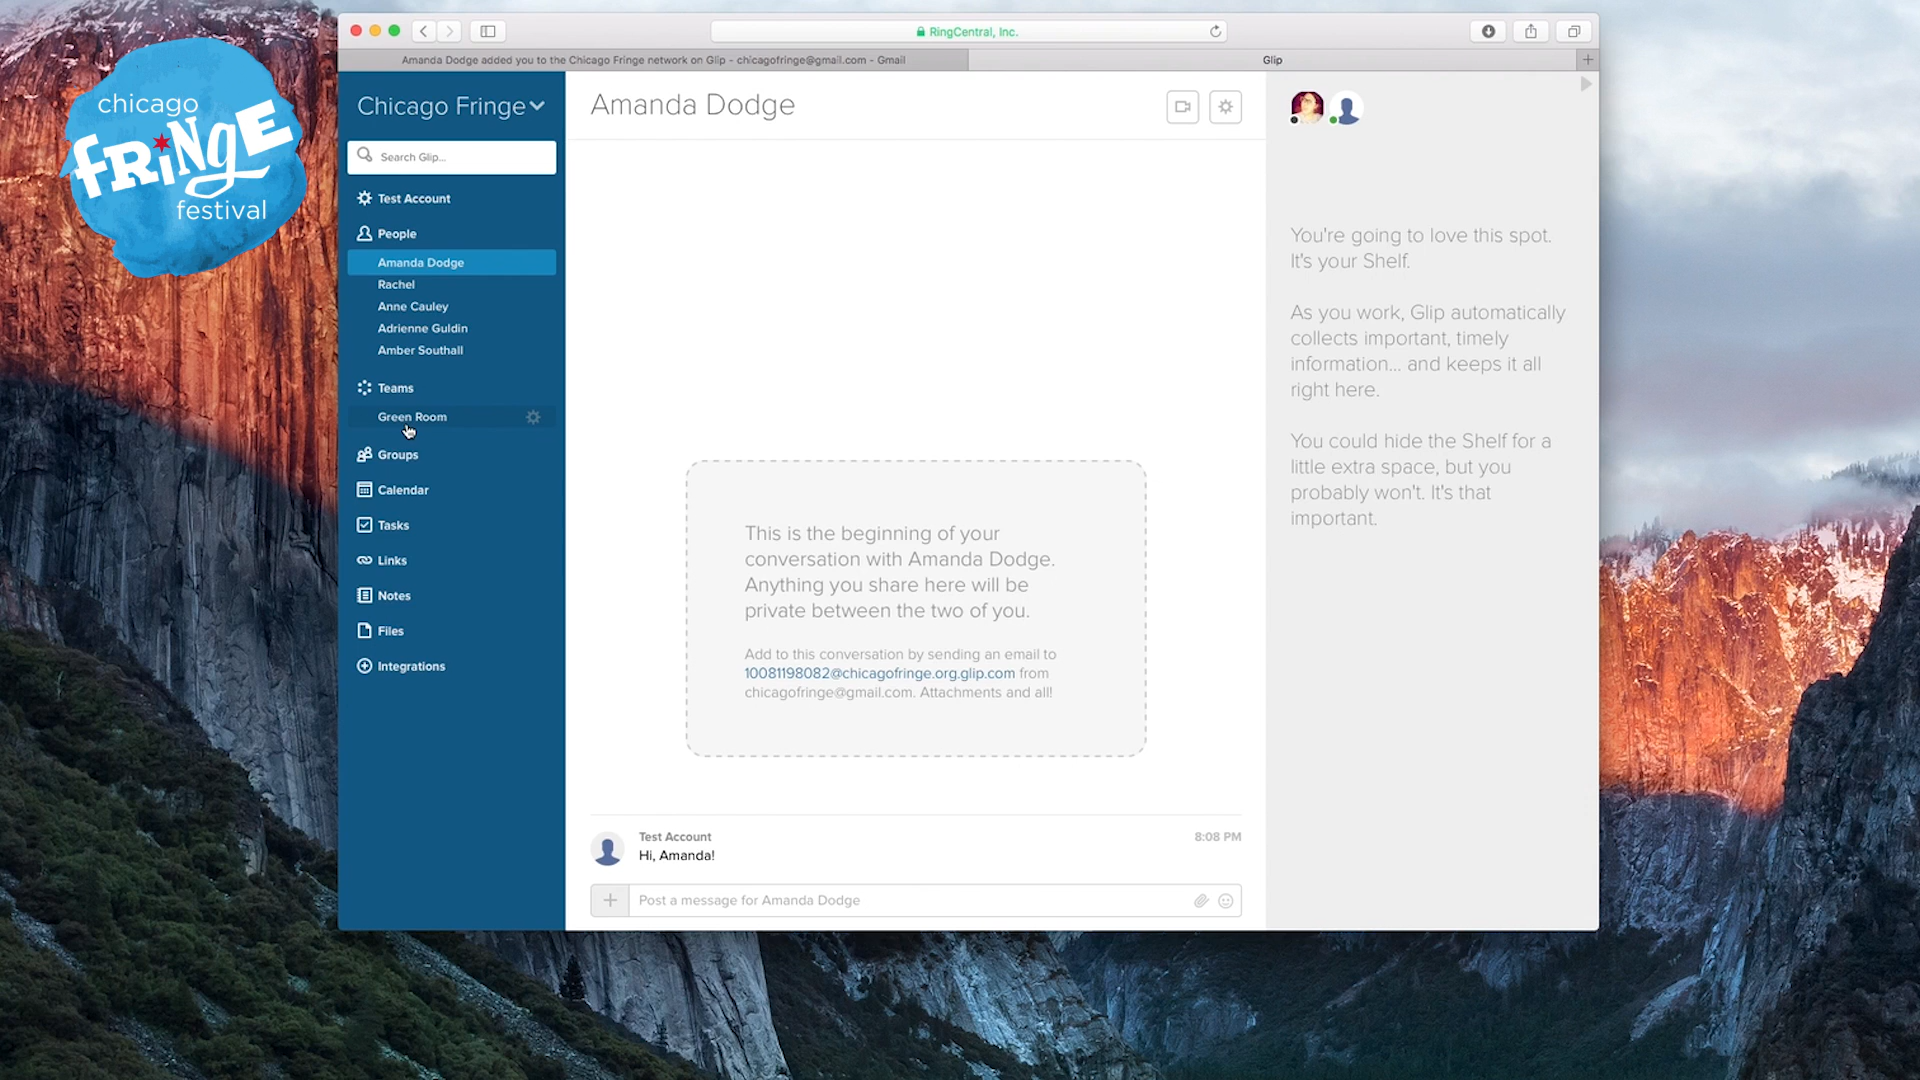 chicago
FRiNGE
festival
RingCentral, Inc.
Amanda Dodge added you to the Chicago Fringe network on Glip - chicagofringe@gmail.com - Gmail
Glip
Chicago Fringe
Search Glip...
Test Account
People
Amanda Dodge
Rachel
Anne Cauley
Adrienne Guldin
Amber Southall
Teams
Green Room
Groups
Calendar
Tasks
Links
Notes
Files
Integrations
Amanda Dodge
This is the beginning of your
conversation with Amanda Dodge.
Anything you share here will be
private between the two of you.
Add to this conversation by sending an email to
10081198082@chicagofringe.org.glip.com from
chicagofringe@gmail.com. Attachments and all!
Test Account
8:08 PM
Hi, Amanda!
Post a message for Amanda Dodge
You're going to love this spot.
It's your Shelf.
As you work, Glip automatically
collects important, timely
information... and keeps it all
right here.
You could hide the Shelf for a
little extra space, but you
probably won't. It's that
important.